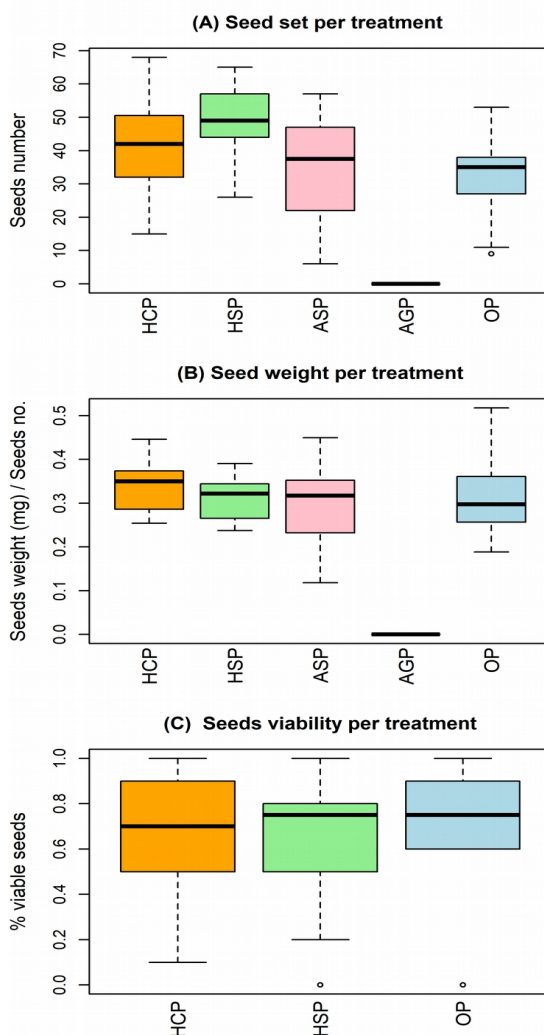 (A) Seed set per treatment
Seeds number
70
60
50
40
30
20
10
0
HCP
HSP
ASP
AGP
OP
(B) Seed weight per treatment
Seeds weight (mg) / Seeds no.
0.5
0.4
0.3
0.2
0.1
0.0
HCP
HSP
ASP
AGP
OP
(C) Seeds viability per treatment
% viable seeds
1.0
0.8
0.6
0.4
0.2
0.0
HCP
HSP
OP